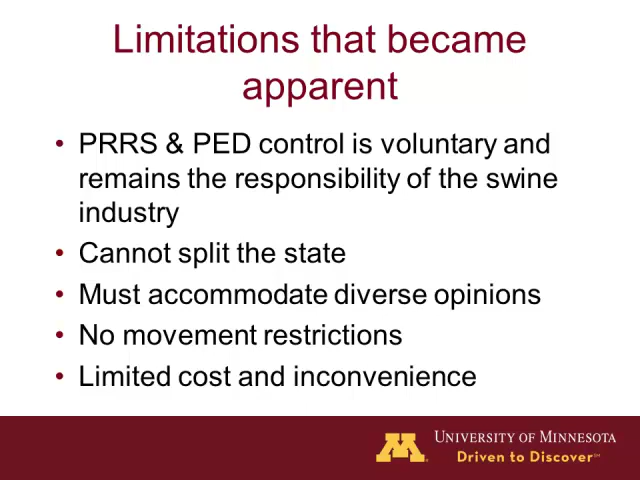 Limitations that became
apparent
• PRRS & PED control is voluntary and
remains the responsibility of the swine
industry
• Cannot split the state
• Must accommodate diverse opinions
• No movement restrictions
• Limited cost and inconvenience
M
UNIVERSITY OF MINNESOTA
Driven to Discover℠